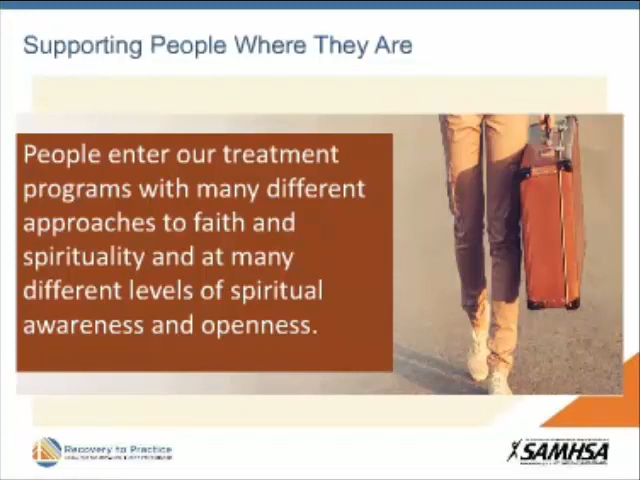 Supporting People Where They Are
People enter our treatment
programs with many different
approaches to faith and
spirituality and at many
different levels of spiritual
awareness and openness.
Recovery to Practice
SAMHSA